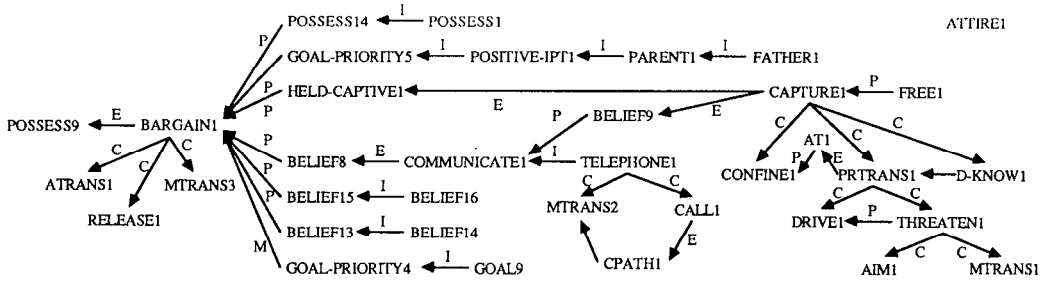 POSSESS14 I POSSESS1 ATTIRE1
P
GOAL-PRIORITY5 I POSITIVE-IPT1 I PARENT1 I FATHER1
P HELD-CAPTIVE1 E CAPTURE1 P FREE1
P
P BELIEF9 E
POSSESS9 E BARGAIN1 C C C
P AT1
C C C P BELIEF8 E COMMUNICATE1 I TELEPHONE1 CONFINE1 P E PRTRANS1 D-KNOW1
ATRANS1 MTRANS3 P C C C C
P BELIEF15 I BELIEF16 MTRANS2 CALL1
RELEASE1 DRIVE1 P THREATEN1
BELIEF13 I BELIEF14 E C C
M CPATH1
GOAL-PRIORITY4 I GOAL9 AIM1 MTRANS1